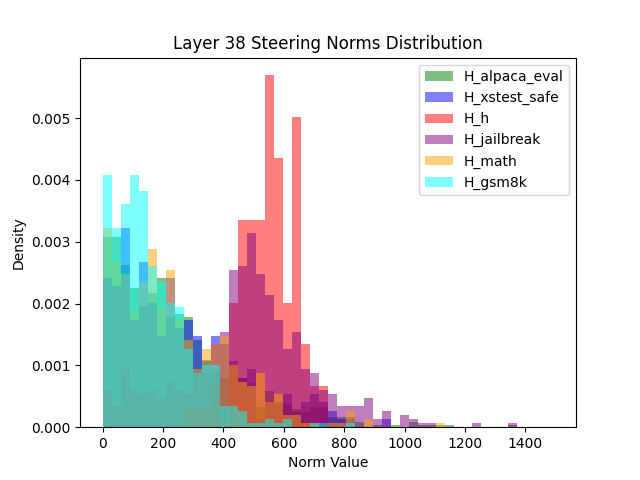 Layer 38 Steering Norms Distribution
H_alpaca_eval
H_xstest_safe
H_h
H_jailbreak
H_math
H_gsm8k
Density
0.005
0.004
0.003
0.002
0.001
0.000
0 200 400 600 800 1000 1200 1400
Norm Value